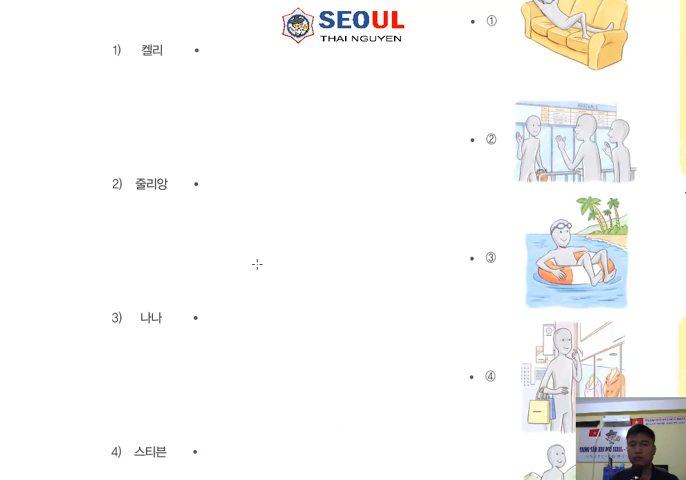 SEOUL
THAI NGUYEN
①
1) 켈리
②
2) 줄리앙
③
3) 나나
④
4) 스티븐